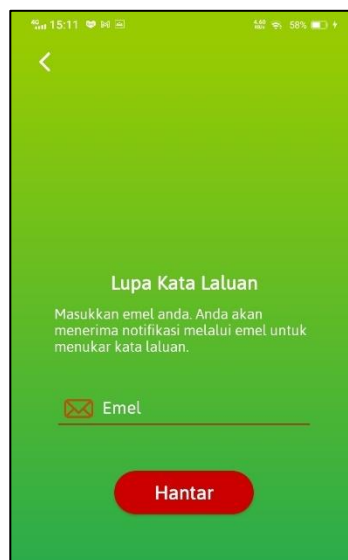 4G 15:11 58%
Lupa Kata Laluan
Masukkan emel anda. Anda akan
menerima notifikasi melalui emel untuk
menukar kata laluan.
Emel
Hantar